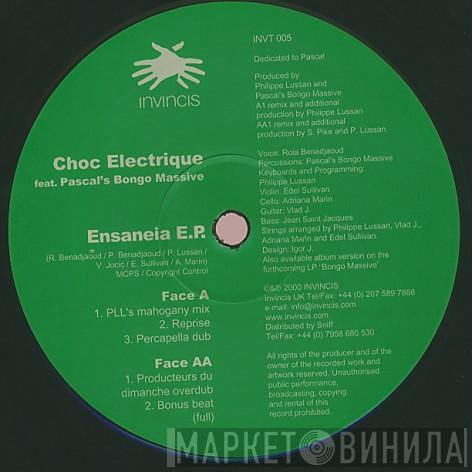 INVINCIS
Choc Electrique
feat. Pascal's Bongo Massive
Ensaneia E.P.
(R. Benadjaoud / P. Benadjaoud / P. Lussan /
V. Jocic / E. Sullivan / A. Marin)
MCPS / Copyright Control
Face A
1. PLL's mahogany mix
2. Reprise
3. Percapella dub
Face AA
1. Producteurs du
dimanche overdub
2. Bonus beat
(full)
INVT 005
Dedicated to Pascal
Produced by
Philippe Lussan and
Pascal's Bongo Massive
A1 remix and additional
production by Philippe Lussan
AA1 remix and additional
production by S. Pike and P. Lussan
Voice: Rola Benadjaoud
Percussions: Pascal's Bongo Massive
Keyboards and Programming:
Philippe Lussan
Violin: Edel Sullivan
Cello: Adriana Marin
Guitar: Vlad J.
Bass: Jean Saint Jacques
Strings arranged by Philippe Lussan, Vlad J.,
Adriana Marin and Edel Sullivan.
Design: Igor J.
Also available album version on the
forthcoming LP "Bongo Massive"
©&℗ 2000 INVINCIS
Invincis UK Tel/Fax: +44 (0) 207 589 7888
e-mail: info@invincis.com
www.invincis.com
Distributed by Sniff
Tel/Fax: +44 (0) 7958 680 530
All rights of the producer and of the
owner of the recorded work and
artwork reserved. Unauthorised
public performance,
broadcasting, copying
and rental of this
record prohibited.
МАРКЕТ ВИНИЛА